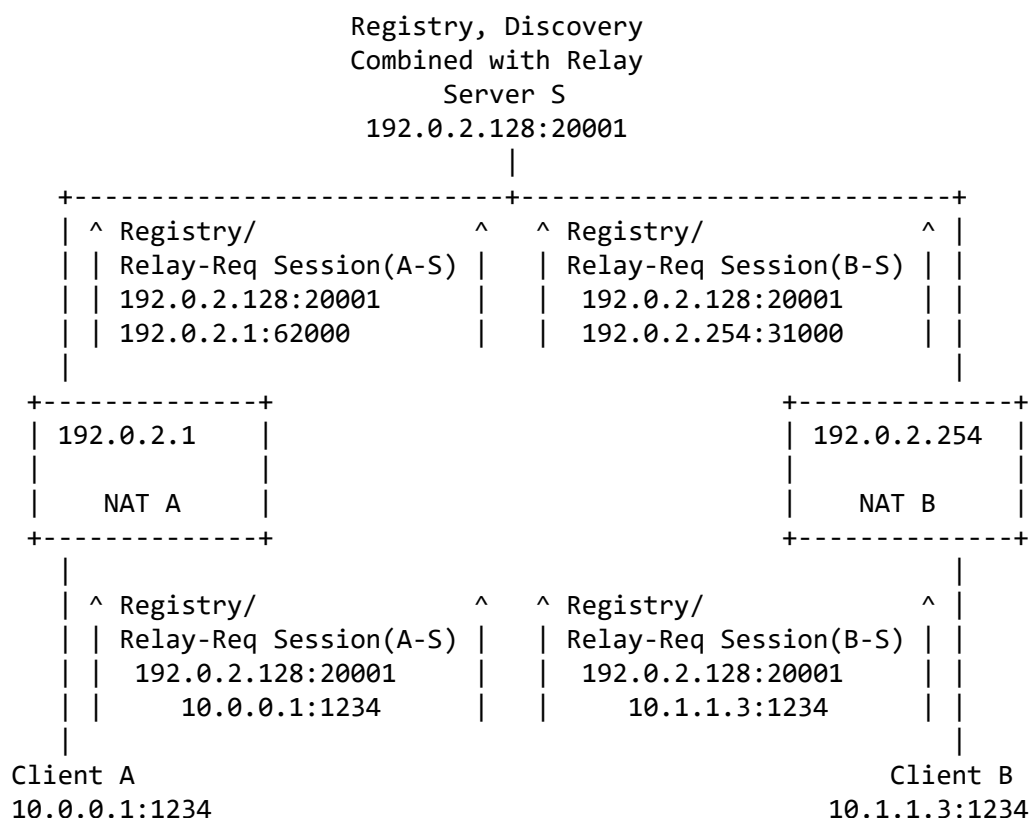 Registry, Discovery
Combined with Relay
Server S
192.0.2.128:20001
^ Registry/ ^ ^ Registry/ ^
Relay-Req Session(A-S) Relay-Req Session(B-S)
192.0.2.128:20001 192.0.2.128:20001
192.0.2.1:62000 192.0.2.254:31000
192.0.2.1 192.0.2.254
NAT A NAT B
^ Registry/ ^ ^ Registry/ ^
Relay-Req Session(A-S) Relay-Req Session(B-S)
192.0.2.128:20001 192.0.2.128:20001
10.0.0.1:1234 10.1.1.3:1234
Client A Client B
10.0.0.1:1234 10.1.1.3:1234